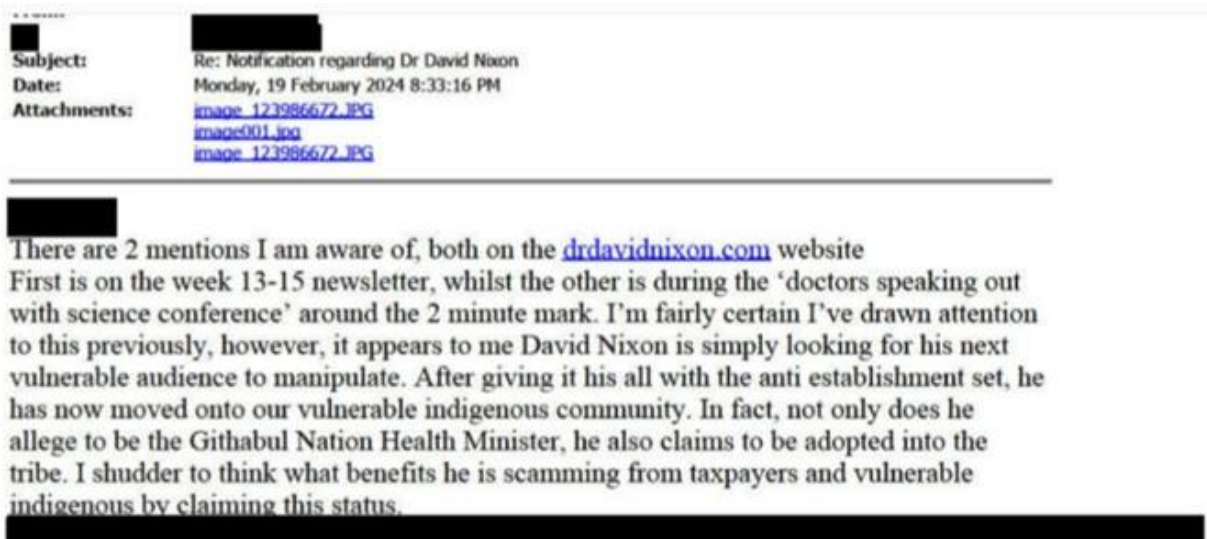 Subject: Re: Notification regarding Dr David Nixon
Date: Monday, 19 February 2024 8:33:16 PM
Attachments: image_123986672.JPG
image001.jpg
image_123986672.JPG
There are 2 mentions I am aware of, both on the drdavidnixon.com website
First is on the week 13-15 newsletter, whilst the other is during the ‘doctors speaking out
with science conference’ around the 2 minute mark. I’m fairly certain I’ve drawn attention
to this previously, however, it appears to me David Nixon is simply looking for his next
vulnerable audience to manipulate. After giving it his all with the anti establishment set, he
has now moved onto our vulnerable indigenous community. In fact, not only does he
allege to be the Githabul Nation Health Minister, he also claims to be adopted into the
tribe. I shudder to think what benefits he is scamming from taxpayers and vulnerable
indigenous by claiming this status.